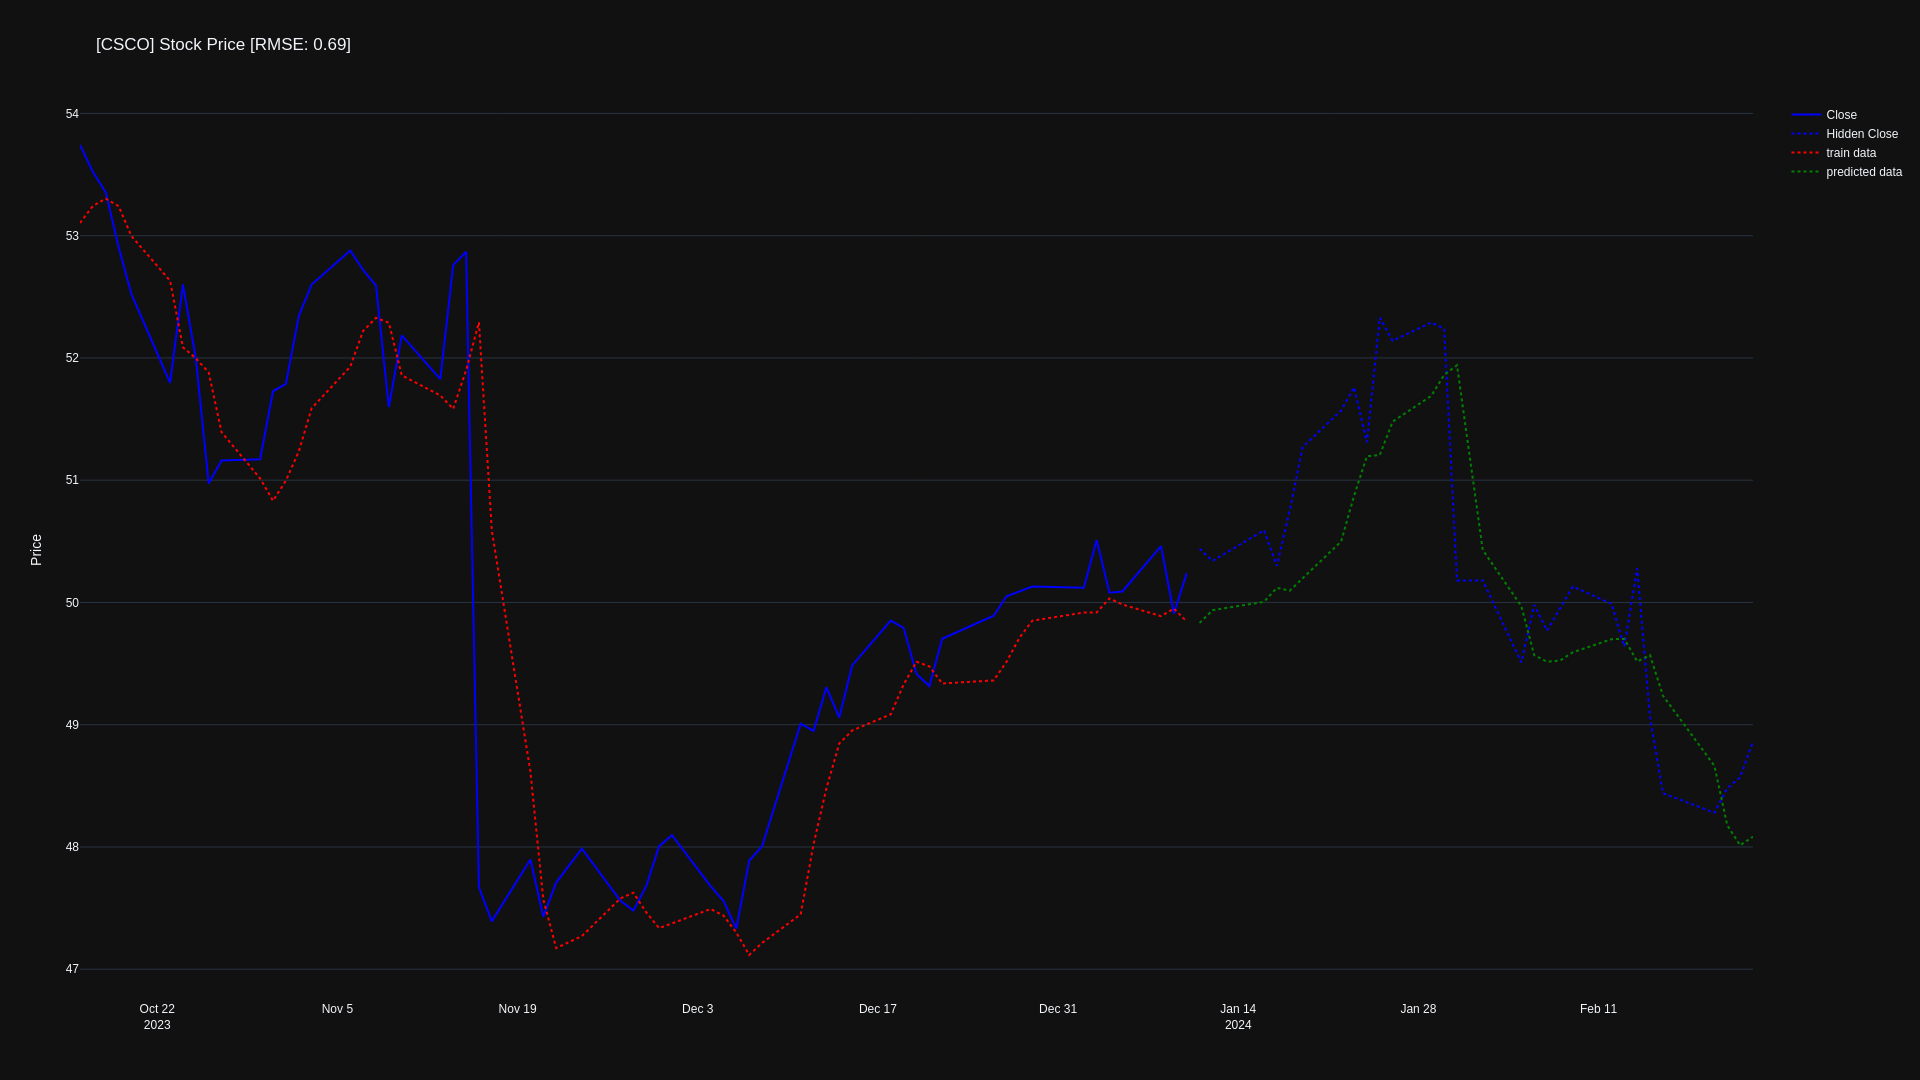 [CSCO] Stock Price [RMSE: 0.69]
Close
Hidden Close
train data
predicted data
54
53
52
51
50
49
48
47
Price
Oct 22
2023
Nov 5
Nov 19
Dec 3
Dec 17
Dec 31
Jan 14
2024
Jan 28
Feb 11